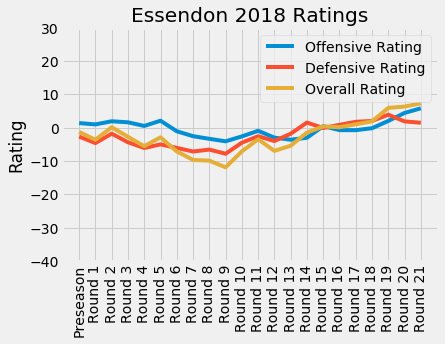 Essendon 2018 Ratings
Offensive Rating
Defensive Rating
Overall Rating
Rating
30
20
10
0
−10
−20
−30
−40
Preseason
Round 1
Round 2
Round 3
Round 4
Round 5
Round 6
Round 7
Round 8
Round 9
Round 10
Round 11
Round 12
Round 13
Round 14
Round 15
Round 16
Round 17
Round 18
Round 19
Round 20
Round 21